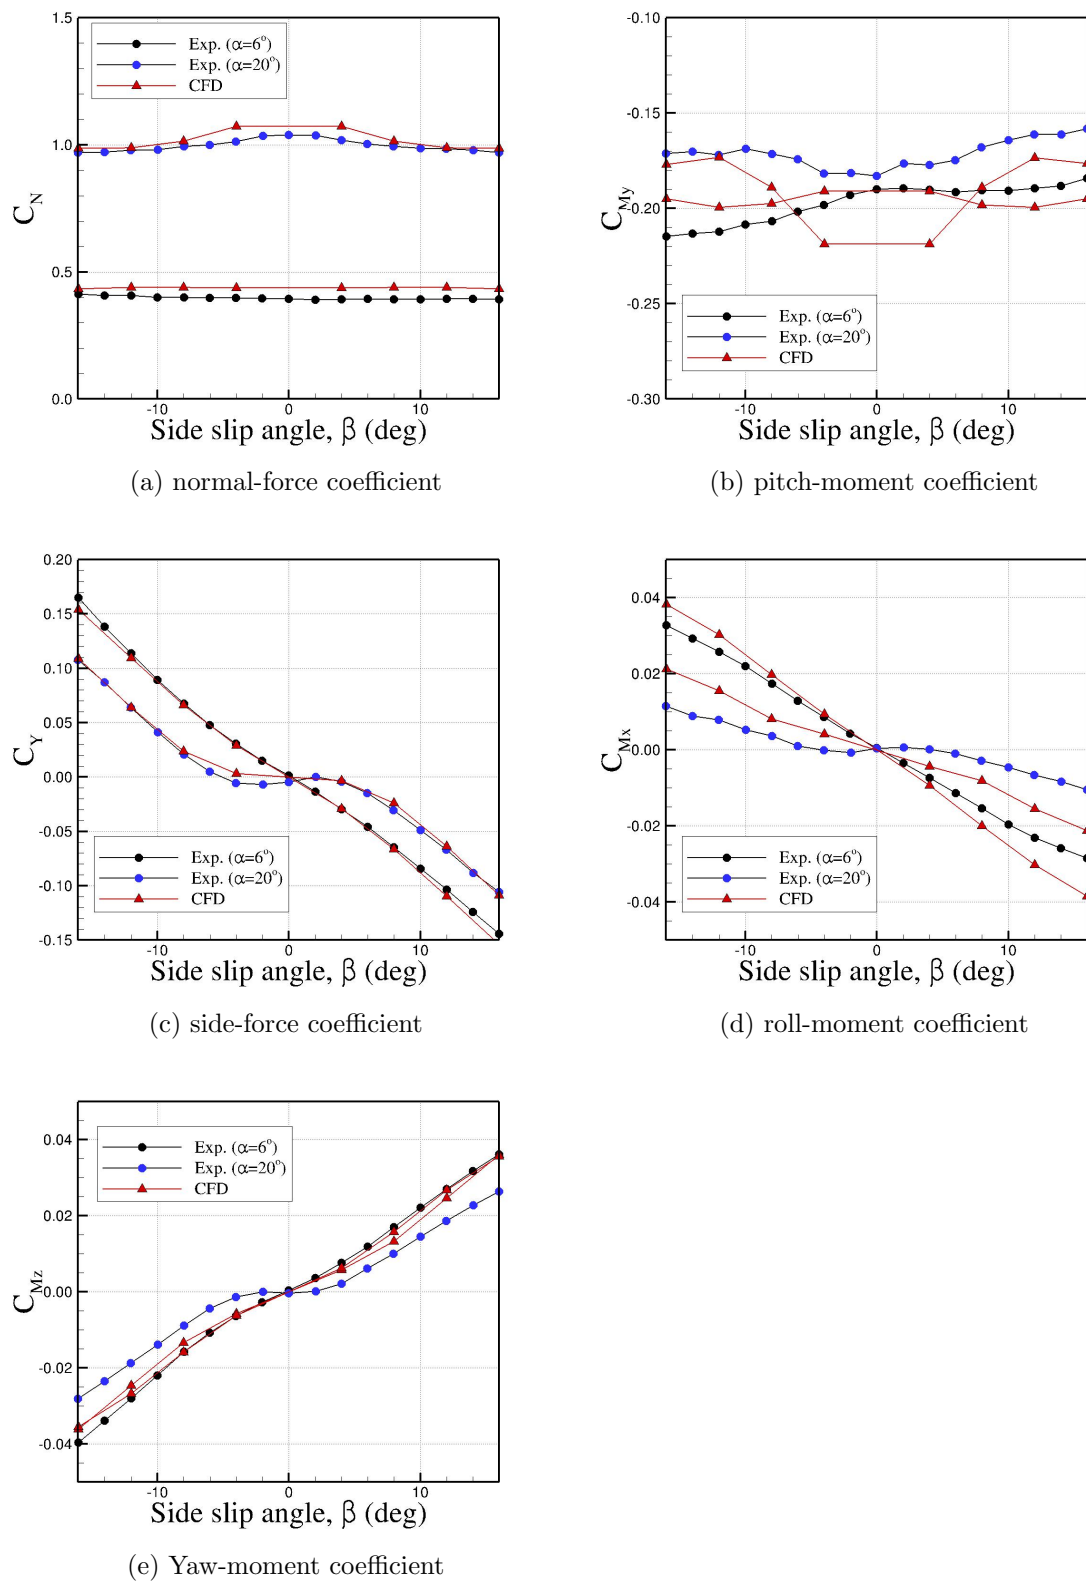 1.5
1.0
0.5
0.0
C_N
Exp. (α=6°)
Exp. (α=20°)
CFD
-10 0 10
Side slip angle, β (deg)
(a) normal-force coefficient
-0.10
-0.15
-0.20
-0.25
-0.30
C_My
Exp. (α=6°)
Exp. (α=20°)
CFD
-10 0 10
Side slip angle, β (deg)
(b) pitch-moment coefficient
0.20
0.15
0.10
0.05
0.00
-0.05
-0.10
-0.15
C_Y
Exp. (α=6°)
Exp. (α=20°)
CFD
-10 0 10
Side slip angle, β (deg)
(c) side-force coefficient
0.04
0.02
0.00
-0.02
-0.04
C_Mx
Exp. (α=6°)
Exp. (α=20°)
CFD
-10 0 10
Side slip angle, β (deg)
(d) roll-moment coefficient
0.04
0.02
0.00
-0.02
-0.04
C_Mz
Exp. (α=6°)
Exp. (α=20°)
CFD
-10 0 10
Side slip angle, β (deg)
(e) Yaw-moment coefficient